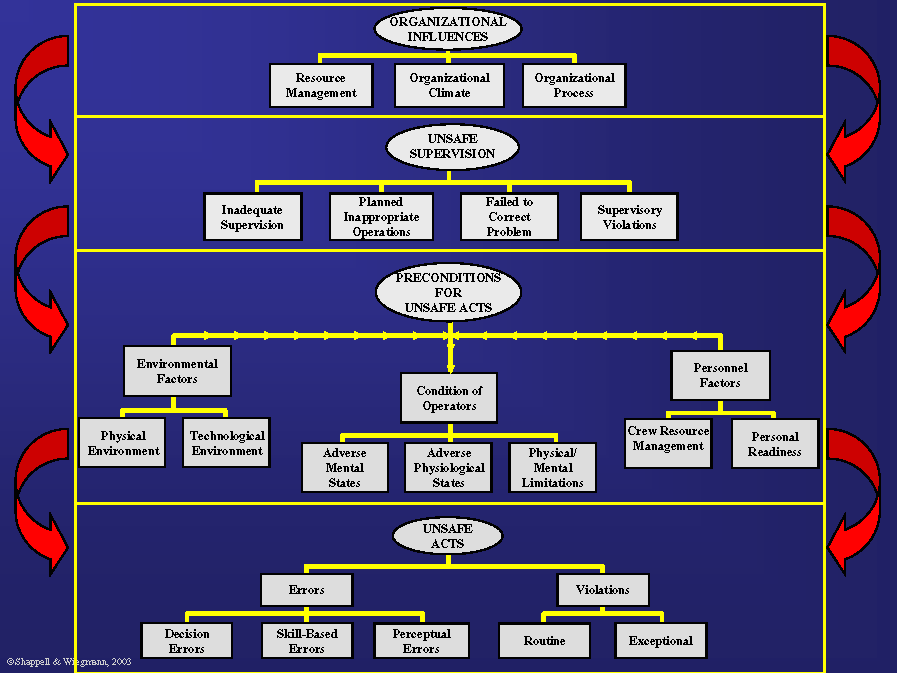 ORGANIZATIONAL
INFLUENCES
Resource
Management
Organizational
Climate
Organizational
Process
UNSAFE
SUPERVISION
Inadequate
Supervision
Planned
Inappropriate
Operations
Failed to
Correct
Problem
Supervisory
Violations
PRECONDITIONS
FOR
UNSAFE ACTS
Environmental
Factors
Condition of
Operators
Personnel
Factors
Physical
Environment
Technological
Environment
Adverse
Mental
States
Adverse
Physiological
States
Physical/
Mental
Limitations
Crew Resource
Management
Personal
Readiness
UNSAFE
ACTS
Errors
Violations
Decision
Errors
Skill-Based
Errors
Perceptual
Errors
Routine
Exceptional
©Shappell & Wiegmann, 2003